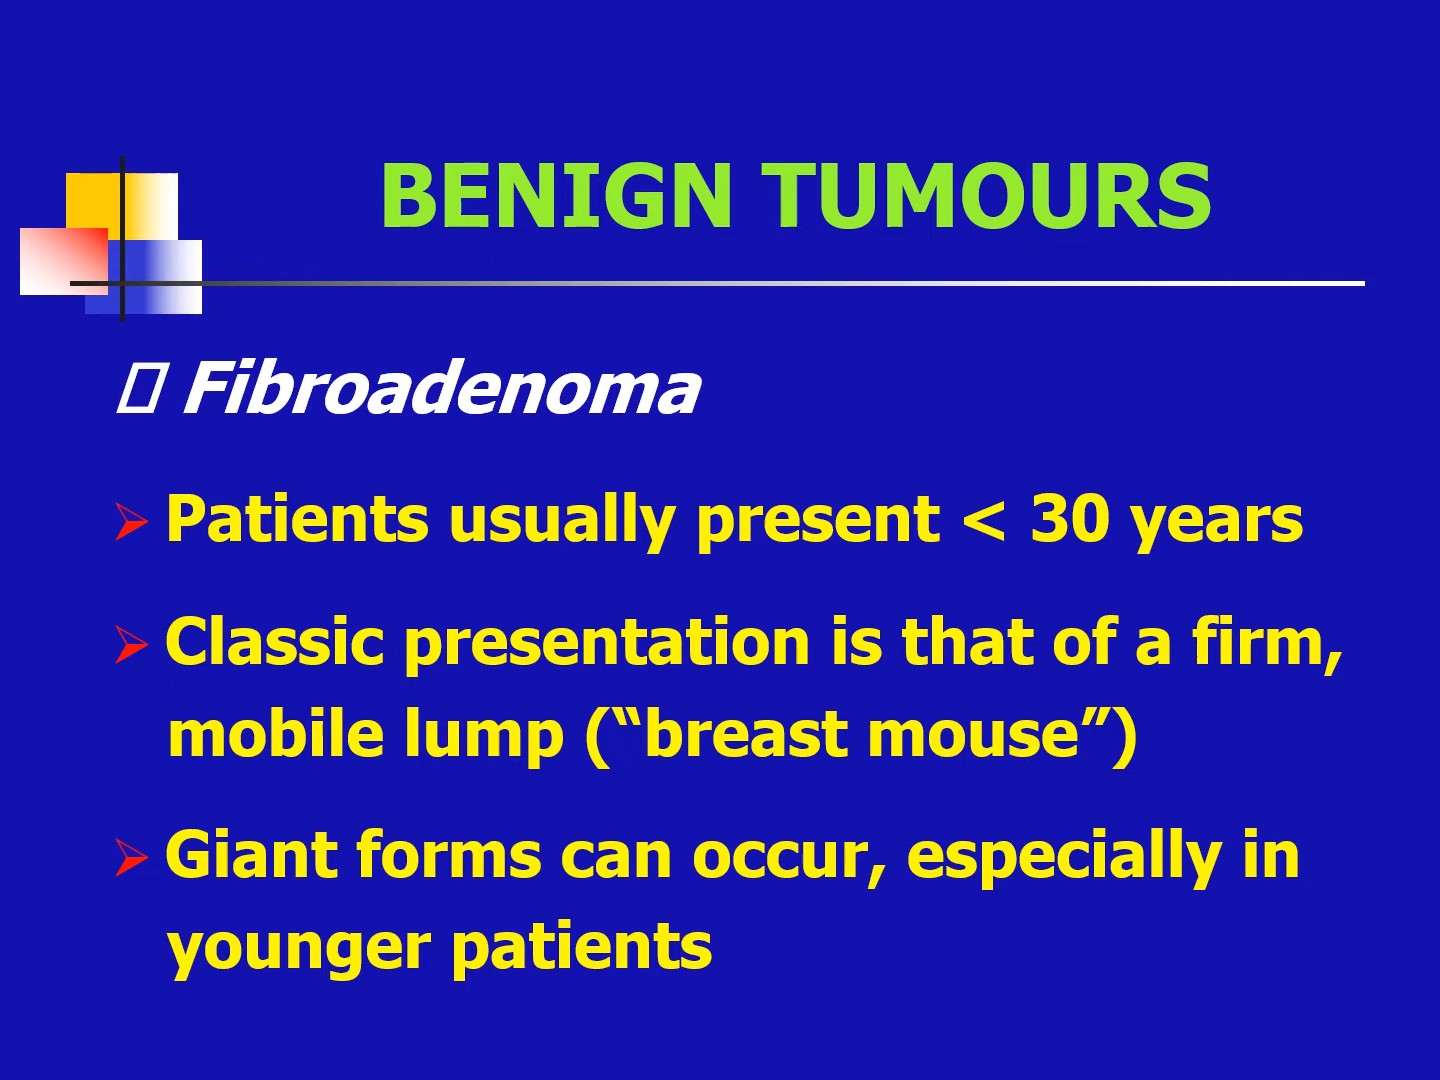 BENIGN TUMOURS
Fibroadenoma
Patients usually present < 30 years
Classic presentation is that of a firm,
mobile lump (“breast mouse”)
Giant forms can occur, especially in
younger patients